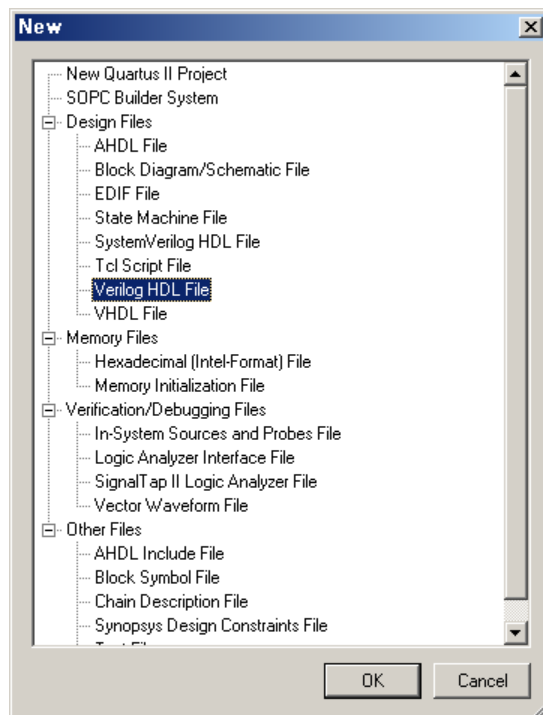 New
New Quartus II Project
SOPC Builder System
Design Files
AHDL File
Block Diagram/Schematic File
EDIF File
State Machine File
SystemVerilog HDL File
Tcl Script File
Verilog HDL File
VHDL File
Memory Files
Hexadecimal (Intel-Format) File
Memory Initialization File
Verification/Debugging Files
In-System Sources and Probes File
Logic Analyzer Interface File
SignalTap II Logic Analyzer File
Vector Waveform File
Other Files
AHDL Include File
Block Symbol File
Chain Description File
Synopsys Design Constraints File
OK Cancel